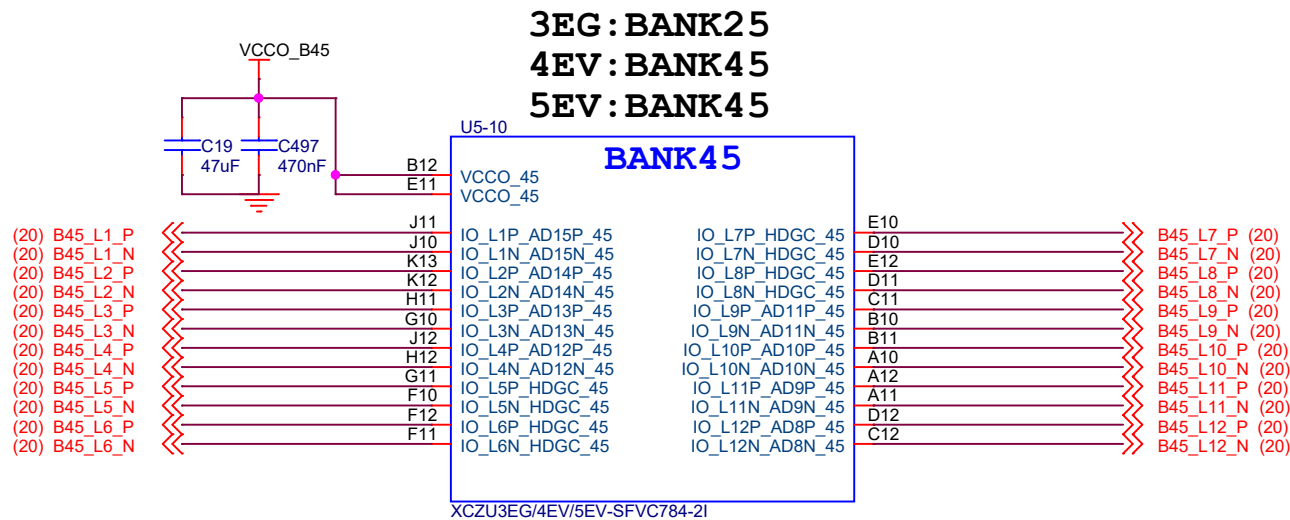 3EG:BANK25
4EV:BANK45
5EV:BANK45
VCCO_B45
C19
47uF
C497
470nF
U5-10
BANK45
B12
VCCO_45
E11
VCCO_45
(20) B45_L1_P J11 IO_L1P_AD15P_45 IO_L7P_HDGC_45 E10 B45_L7_P (20)
(20) B45_L1_N J10 IO_L1N_AD15N_45 IO_L7N_HDGC_45 D10 B45_L7_N (20)
(20) B45_L2_P K13 IO_L2P_AD14P_45 IO_L8P_HDGC_45 E12 B45_L8_P (20)
(20) B45_L2_N K12 IO_L2N_AD14N_45 IO_L8N_HDGC_45 D11 B45_L8_N (20)
(20) B45_L3_P H11 IO_L3P_AD13P_45 IO_L9P_AD11P_45 C11 B45_L9_P (20)
(20) B45_L3_N G10 IO_L3N_AD13N_45 IO_L9N_AD11N_45 B10 B45_L9_N (20)
(20) B45_L4_P J12 IO_L4P_AD12P_45 IO_L10P_AD10P_45 B11 B45_L10_P (20)
(20) B45_L4_N H12 IO_L4N_AD12N_45 IO_L10N_AD10N_45 A10 B45_L10_N (20)
(20) B45_L5_P G11 IO_L5P_HDGC_45 IO_L11P_AD9P_45 A12 B45_L11_P (20)
(20) B45_L5_N F10 IO_L5N_HDGC_45 IO_L11N_AD9N_45 A11 B45_L11_N (20)
(20) B45_L6_P F12 IO_L6P_HDGC_45 IO_L12P_AD8P_45 D12 B45_L12_P (20)
(20) B45_L6_N F11 IO_L6N_HDGC_45 IO_L12N_AD8N_45 C12 B45_L12_N (20)
XCZU3EG/4EV/5EV-SFVC784-2I